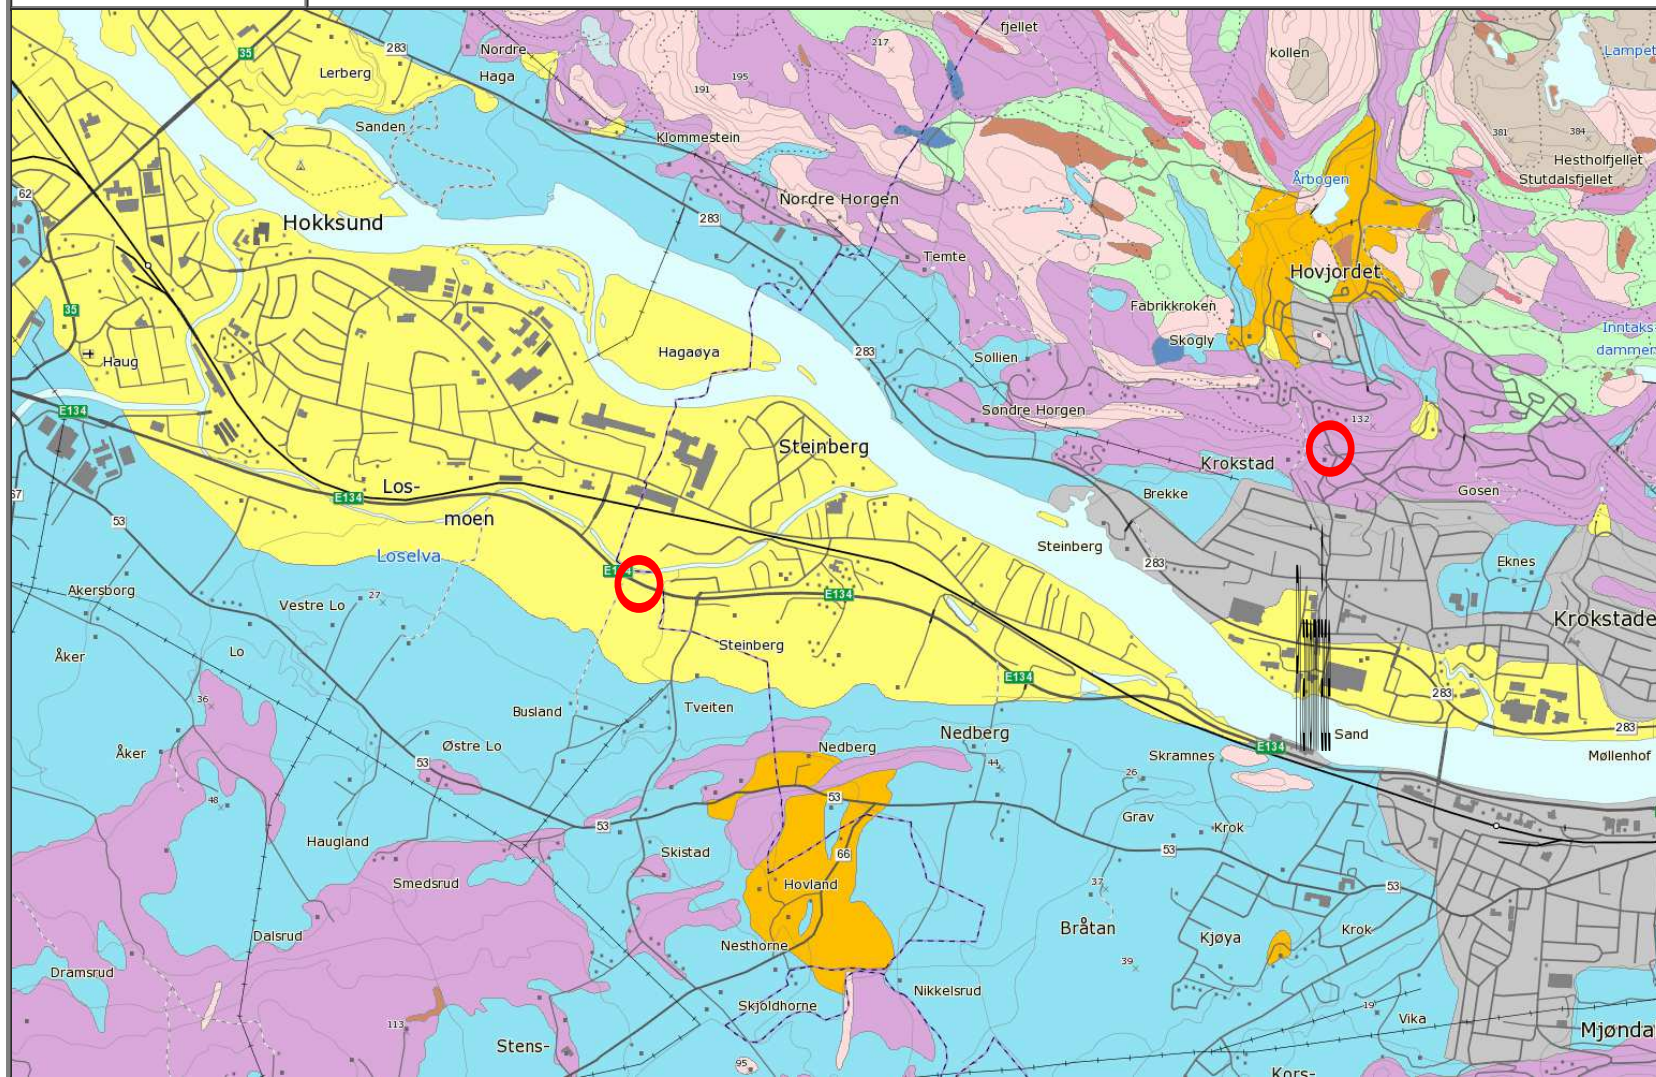 fjellet
217
35
283
Nordre
Haga
kollen
Lampet
Lerberg
195
191
Sanden
Klommestein
381
384
Hestholfjellet
Stutdalsfjellet
Årbogen
62
Hokksund
Nordre Horgen
283
Temte
Hovjordet
35
Fabrikkroken
Inntaks-
dammen
Skogly
Haug
Hagaøya
283
Sollien
E134
Søndre Horgen
132
Steinberg
Krokstad
Los-
E134
67
Brekke
Gosen
53
moen
Steinberg
Loselva
283
Eknes
Akersborg
27
Vestre Lo
E134
Krokstade
Steinberg
Lo
Åker
E134
36
Busland
Tveiten
283
283
Østre Lo
Nedberg
Nedberg
Sand
E134
Åker
53
44
Skramnes
26
Møllenhof
48
53
53
Grav
Krok
Haugland
53
Skistad
66
Smedsrud
Hovland
37
53
Bråtan
Krok
Dalsrud
Nesthorne
Kjøya
Dramsrud
39
Nikkelsrud
113
Skjoldhorne
19
Vika
Mjønda
Stens-
95
Kors-